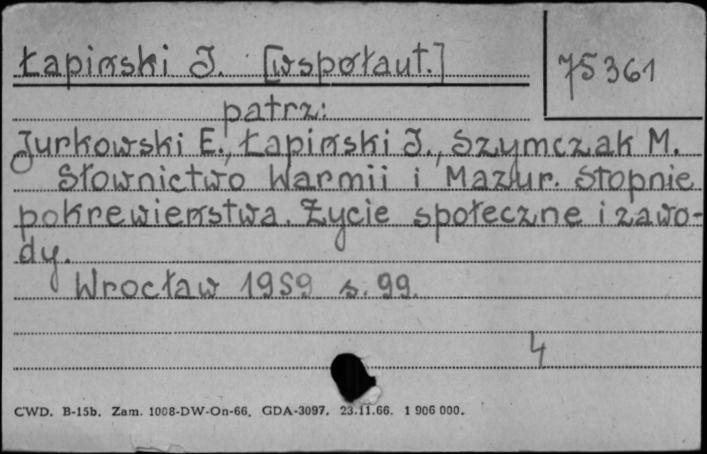 Łapiński J. [współaut.]
75361
patrz:
Jurkowski E., Łapiński J., Szymczak M.
Słownictwo Warmii i Mazur. Stopnie
pokrewieństwa. Życie społeczne i zawo-
dy.
Wrocław 1959 s. 99.
4
CWD. B-15b. Zam. 1008-DW-On-66. GDA-3097. 23.11.66. 1 906 000.